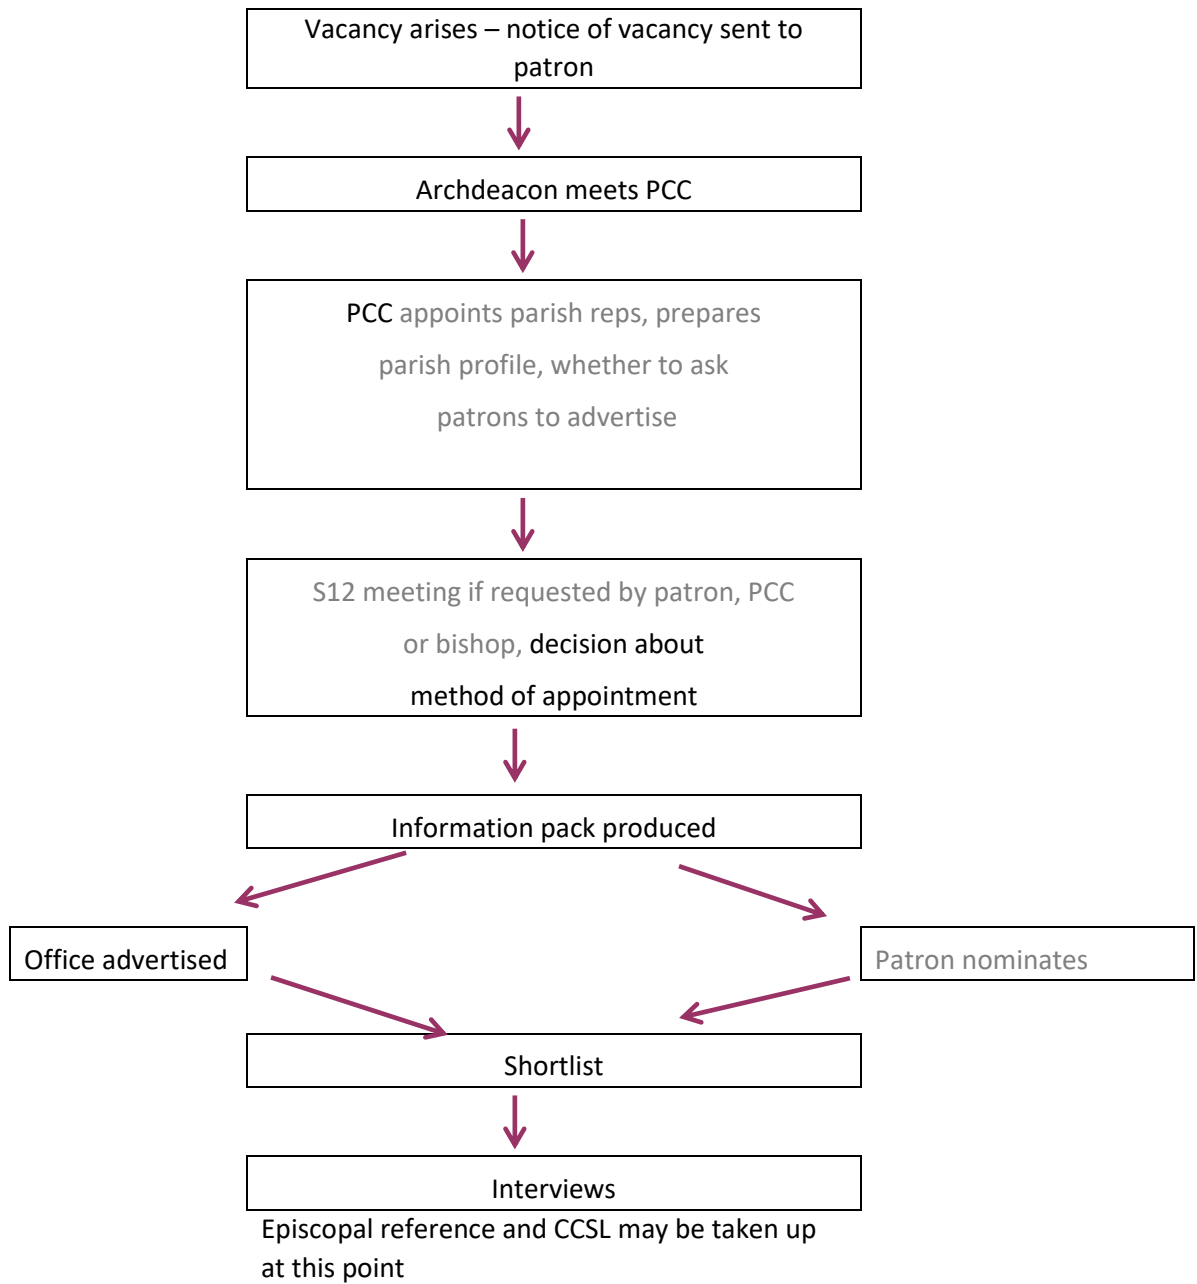 Vacancy arises – notice of vacancy sent to
patron
Archdeacon meets PCC
PCC appoints parish reps, prepares
parish profile, whether to ask
patrons to advertise
S12 meeting if requested by patron, PCC
or bishop, decision about
method of appointment
Information pack produced
Office advertised
Patron nominates
Shortlist
Interviews
Episcopal reference and CCSL may be taken up
at this point